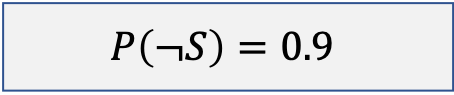 P(¬S) = 0.9